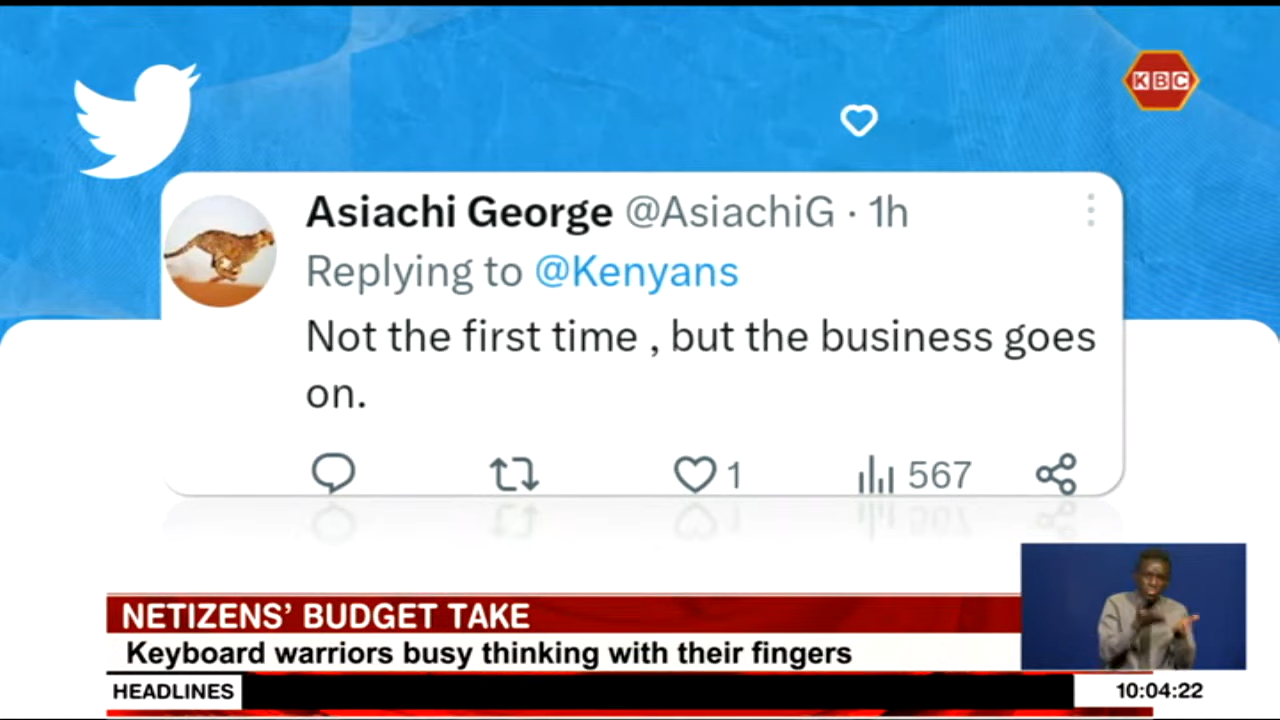 KBC
Asiachi George @AsiachiG · 1h
Replying to @Kenyans
Not the first time , but the business goes
on.
1 567
NETIZENS’ BUDGET TAKE
Keyboard warriors busy thinking with their fingers
HEADLINES 10:04:22